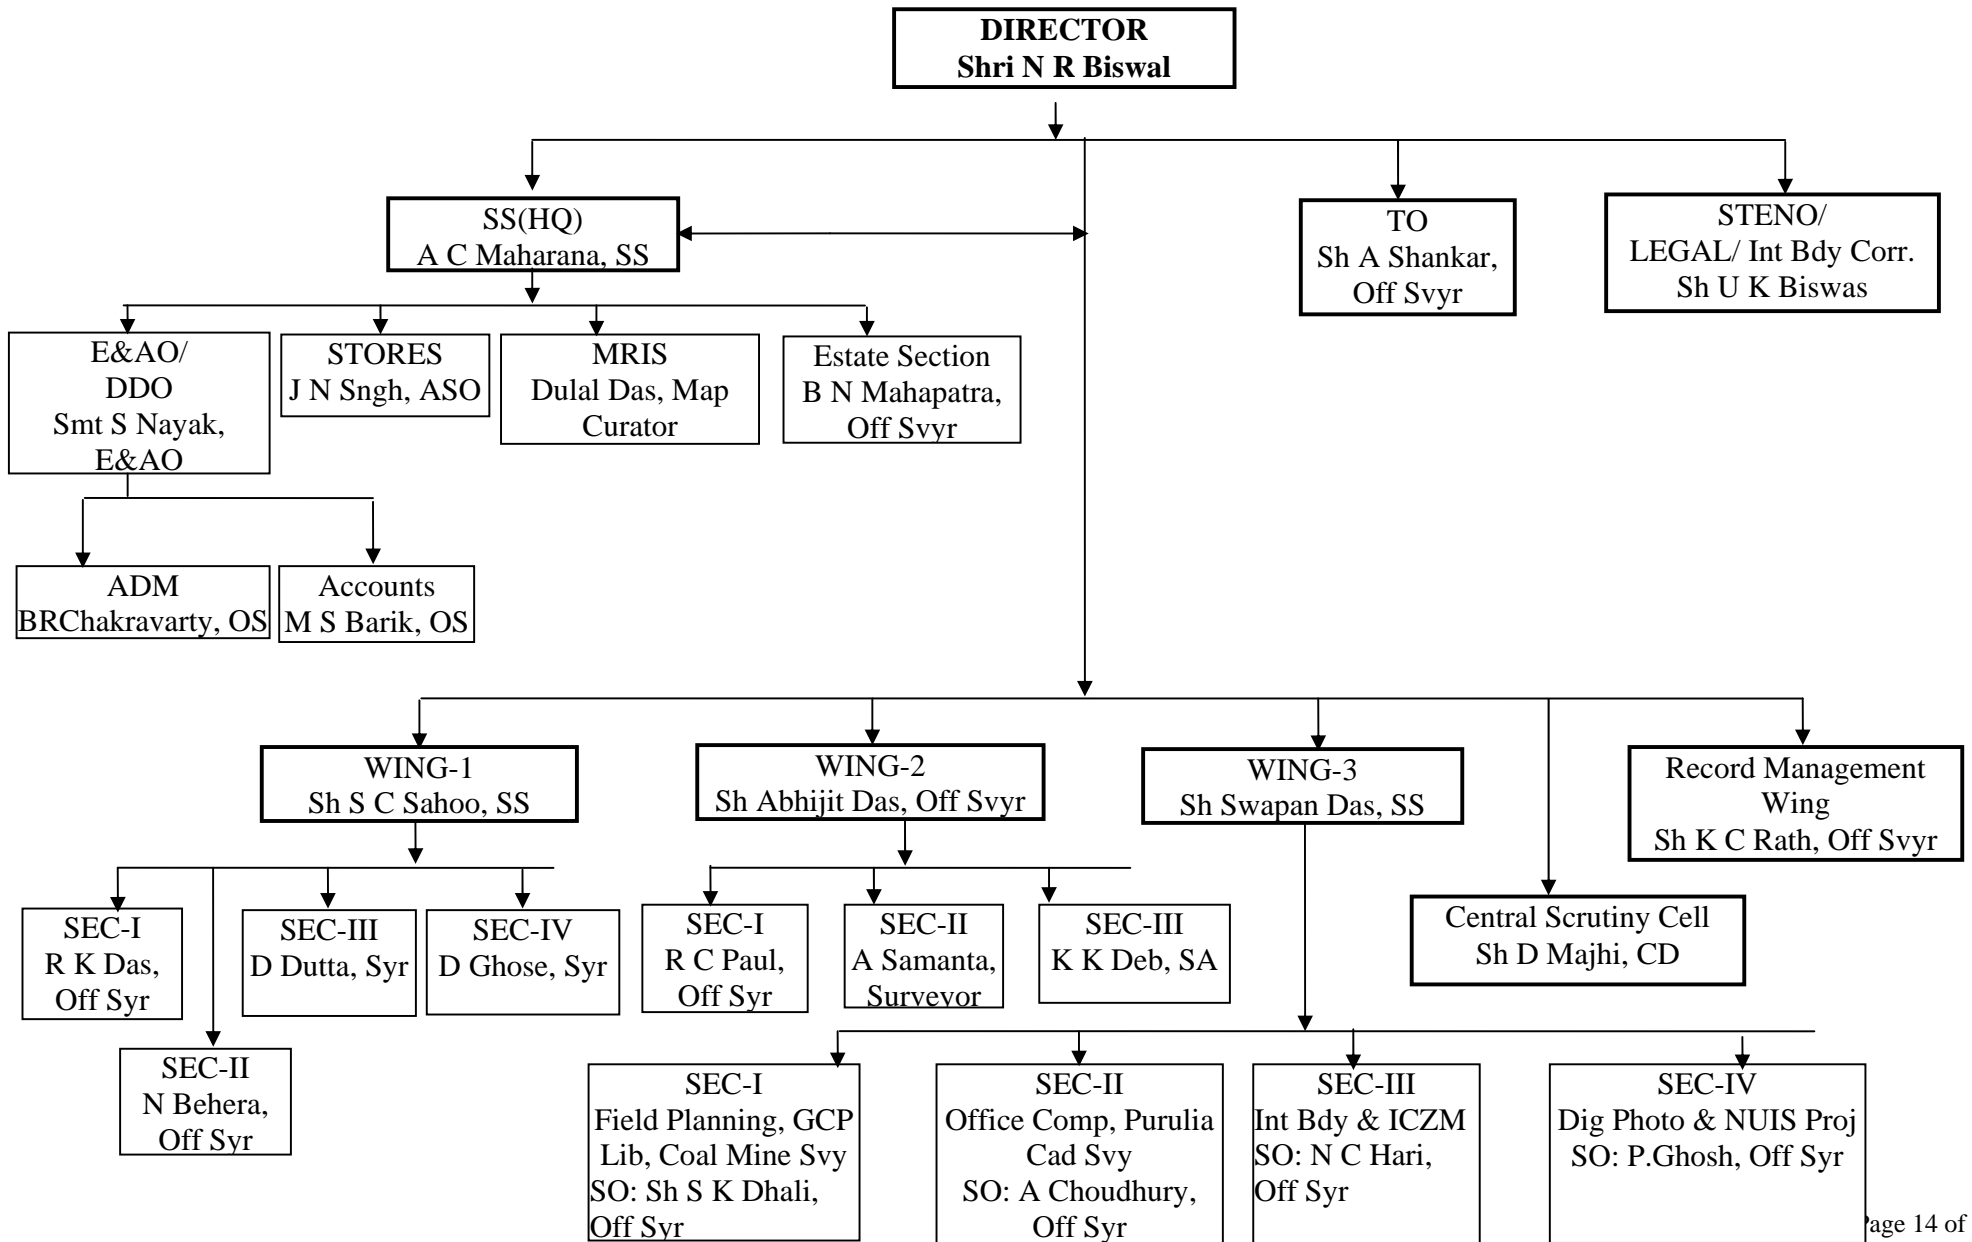 DIRECTOR
Shri N R Biswal
SS(HQ)
A C Maharana, SS
TO
Sh A Shankar,
Off Svyr
STENO/
LEGAL/ Int Bdy Corr.
Sh U K Biswas
E&AO/
DDO
Smt S Nayak,
E&AO
STORES
J N Sngh, ASO
MRIS
Dulal Das, Map
Curator
Estate Section
B N Mahapatra,
Off Svyr
ADM
BRChakravarty, OS
Accounts
M S Barik, OS
WING-1
Sh S C Sahoo, SS
WING-2
Sh Abhijit Das, Off Svyr
WING-3
Sh Swapan Das, SS
Record Management
Wing
Sh K C Rath, Off Svyr
Central Scrutiny Cell
Sh D Majhi, CD
SEC-I
R K Das,
Off Syr
SEC-II
N Behera,
Off Syr
SEC-III
D Dutta, Syr
SEC-IV
D Ghose, Syr
SEC-I
R C Paul,
Off Syr
SEC-II
A Samanta,
Surveyor
SEC-III
K K Deb, SA
SEC-I
Field Planning, GCP
Lib, Coal Mine Svy
SO: Sh S K Dhali,
Off Syr
SEC-II
Office Comp, Purulia
Cad Svy
SO: A Choudhury,
Off Syr
SEC-III
Int Bdy & ICZM
SO: N C Hari,
Off Syr
SEC-IV
Dig Photo & NUIS Proj
SO: P.Ghosh, Off Syr
Page 14 of